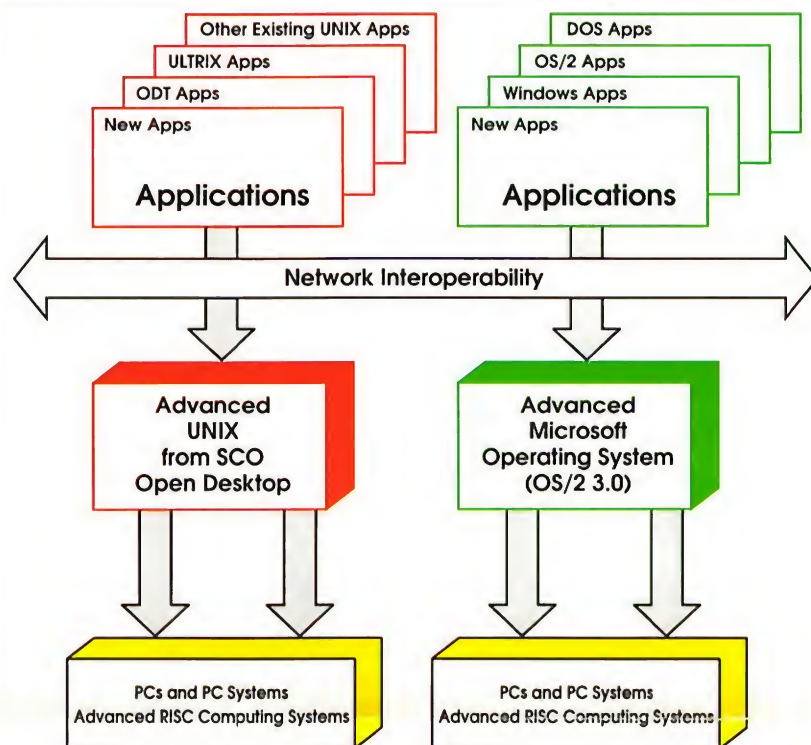 Other Existing UNIX Apps
ULTRIX Apps
ODT Apps
New Apps
Applications
DOS Apps
OS/2 Apps
Windows Apps
New Apps
Applications
Network Interoperability
Advanced
UNIX
from SCO
Open Desktop
Advanced
Microsoft
Operating System
(OS/2 3.0)
PCs and PC Systems
Advanced RISC Computing Systems
PCs and PC Systems
Advanced RISC Computing Systems